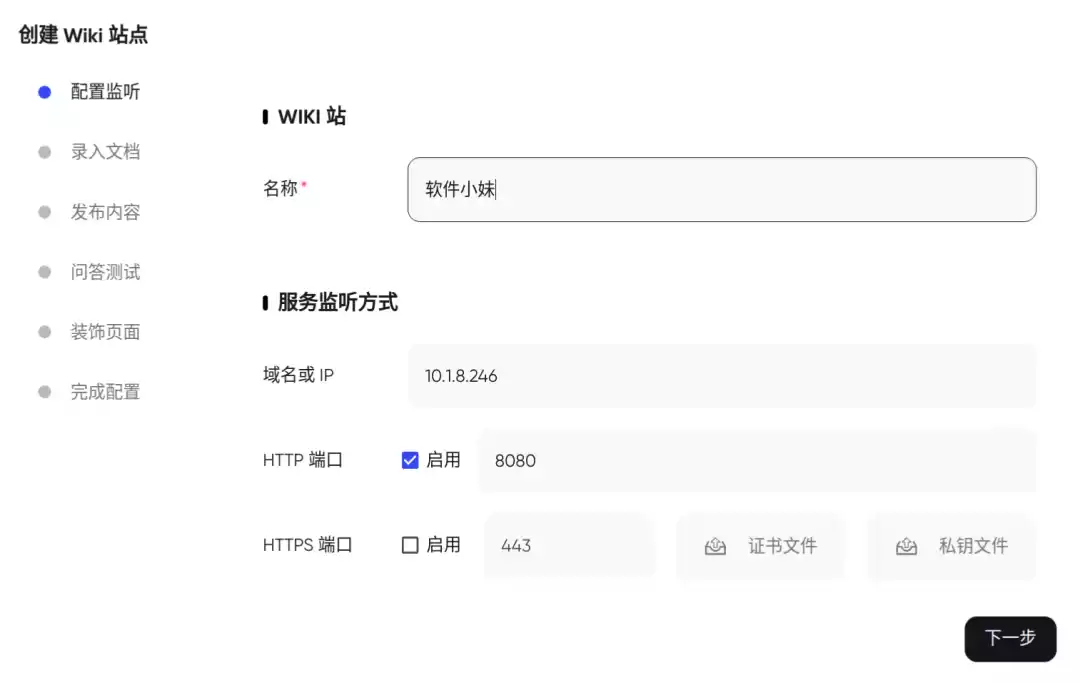 创建 Wiki 站点
配置监听
录入文档
发布内容
问答测试
装饰页面
完成配置
WIKI 站
名称*
软件小妹
服务监听方式
域名或 IP
10.1.8.246
HTTP 端口
启用
8080
HTTPS 端口
启用
443
证书文件
私钥文件
下一步